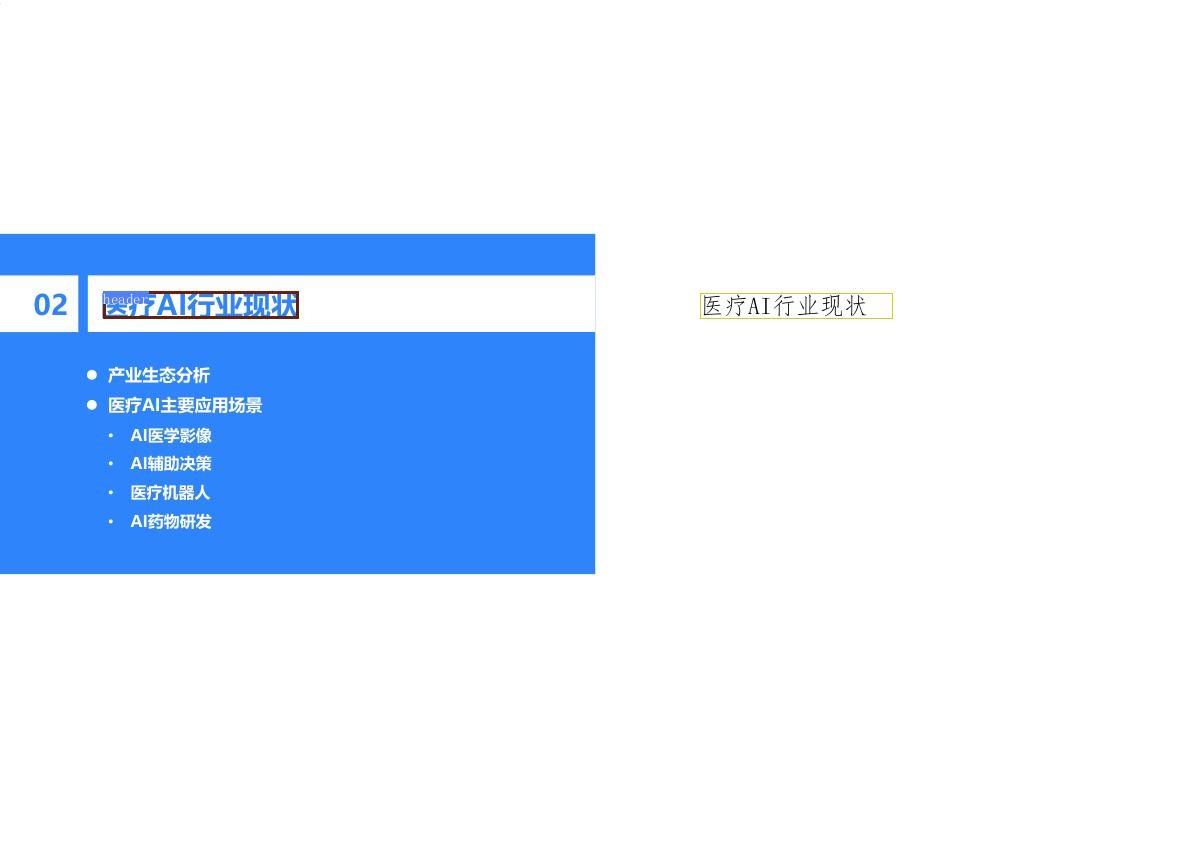 02
header
医疗AI行业现状
医疗AI行业现状
● 产业生态分析
● 医疗AI主要应用场景
• AI医学影像
• AI辅助决策
• 医疗机器人
• AI药物研发